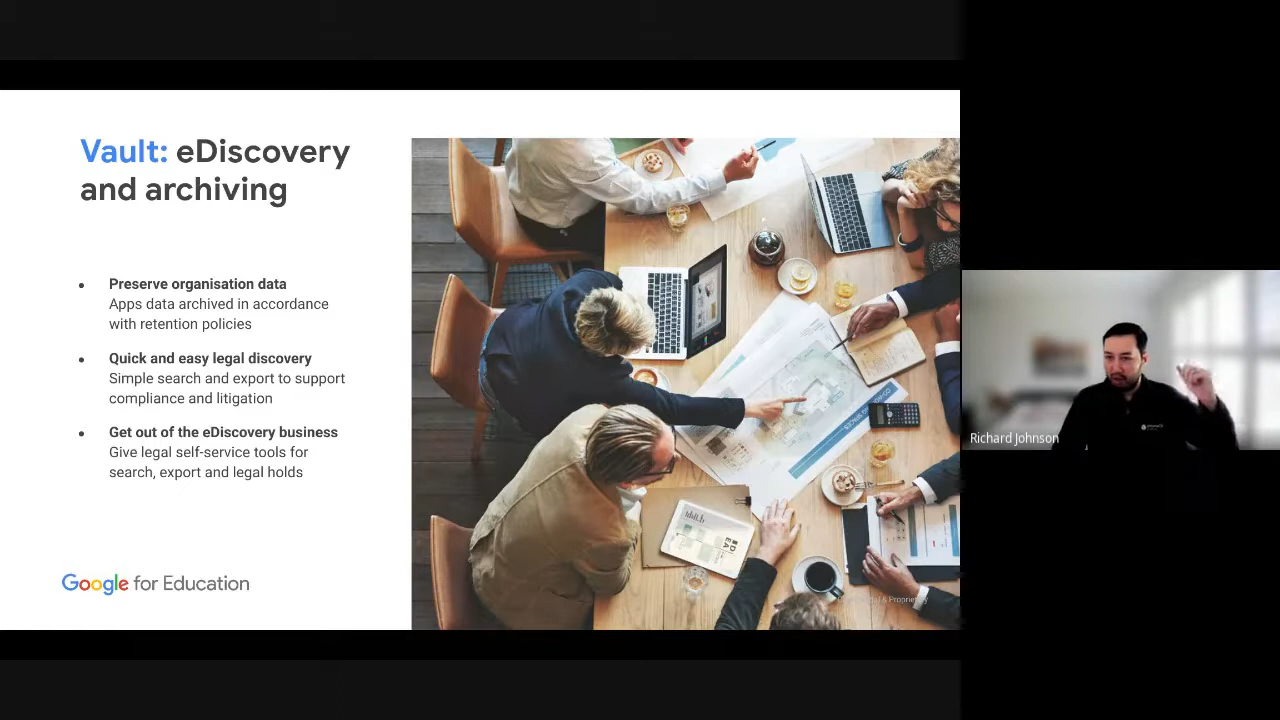 Vault: eDiscovery
and archiving
• Preserve organisation data
Apps data archived in accordance
with retention policies
• Quick and easy legal discovery
Simple search and export to support
compliance and litigation
• Get out of the eDiscovery business
Give legal self-service tools for
search, export and legal holds
Google for Education
Richard Johnson